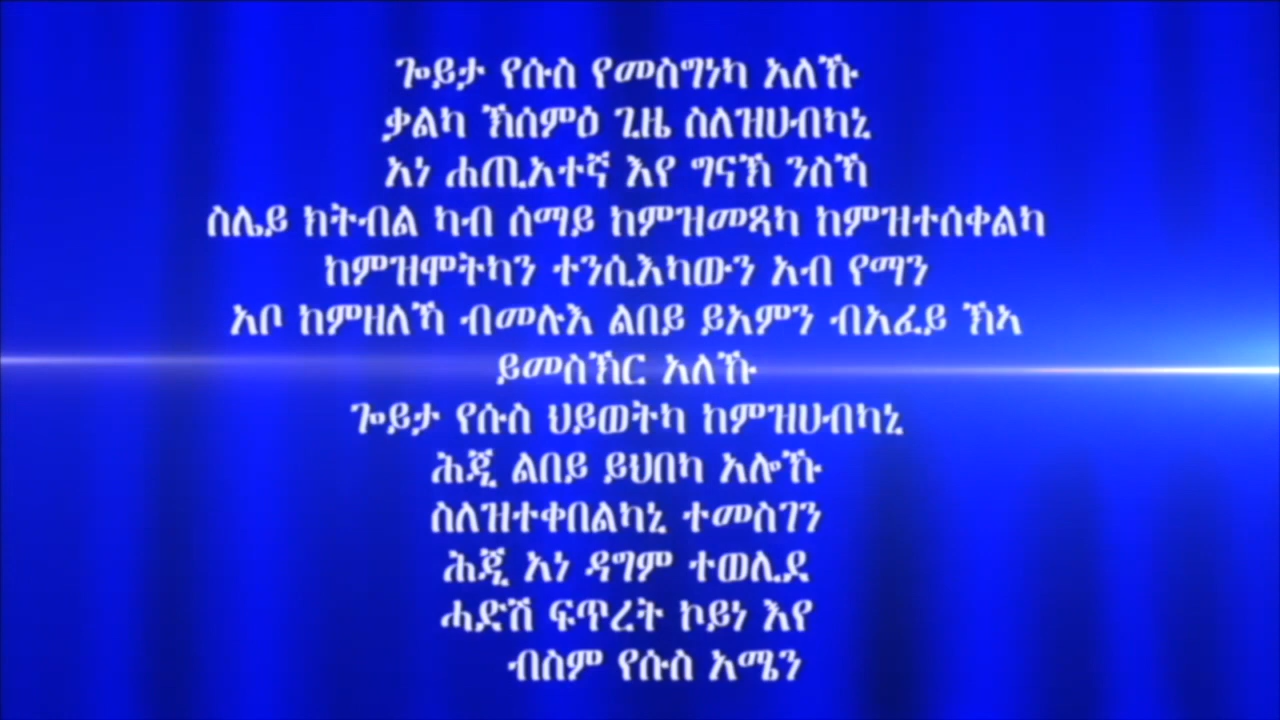 ጐይታ የሱስ የመስግነካ አለኹ
ቃልካ ኽሰምዕ ጊዜ ስለዝሀብካኒ
አነ ሐጢአተኛ እየ ግናኽ ንስኻ
ስሌይ ክትብል ካብ ሰማይ ከምዝመጻካ ከምዝተሰቀልካ
ከምዝሞትካን ተንሲእካውን አብ የማን
አቦ ከምዘለኻ ብመሉእ ልበይ ይአምን ብአፈይ ኽኣ
ይመስኽር አለኹ
ጐይታ የሱስ ህይወትካ ከምዝሀብካኒ
ሕጂ ልበይ ይህበካ አሎኹ
ስለዝተቀበልካኒ ተመስገን
ሕጂ አነ ዳግም ተወሊደ
ሓድሽ ፍጥረት ኮይነ እየ
ብስም የሱስ አሜን